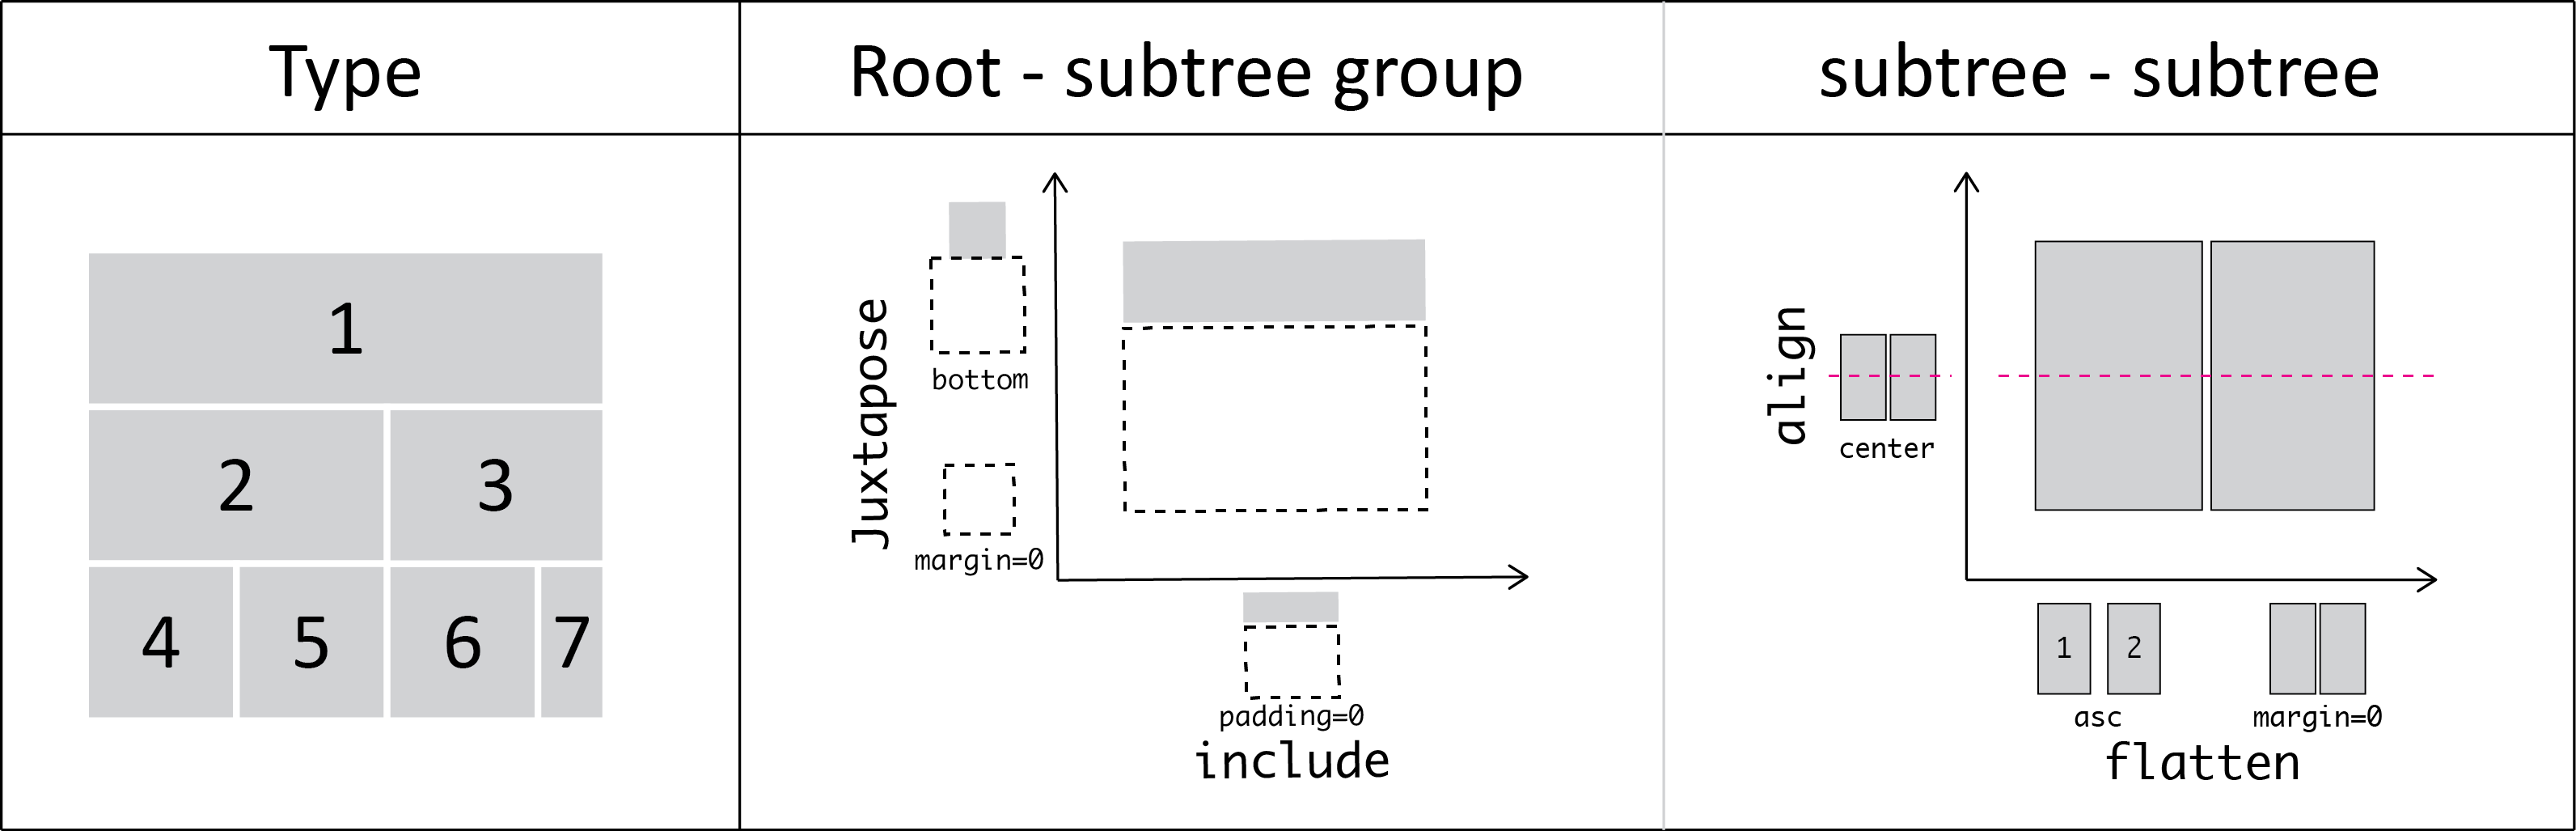 Type
Root - subtree group
subtree - subtree
1
2
3
4
5
6
7
Juxtapose
bottom
margin=0
padding=0
include
align
center
1
2
asc
margin=0
flatten